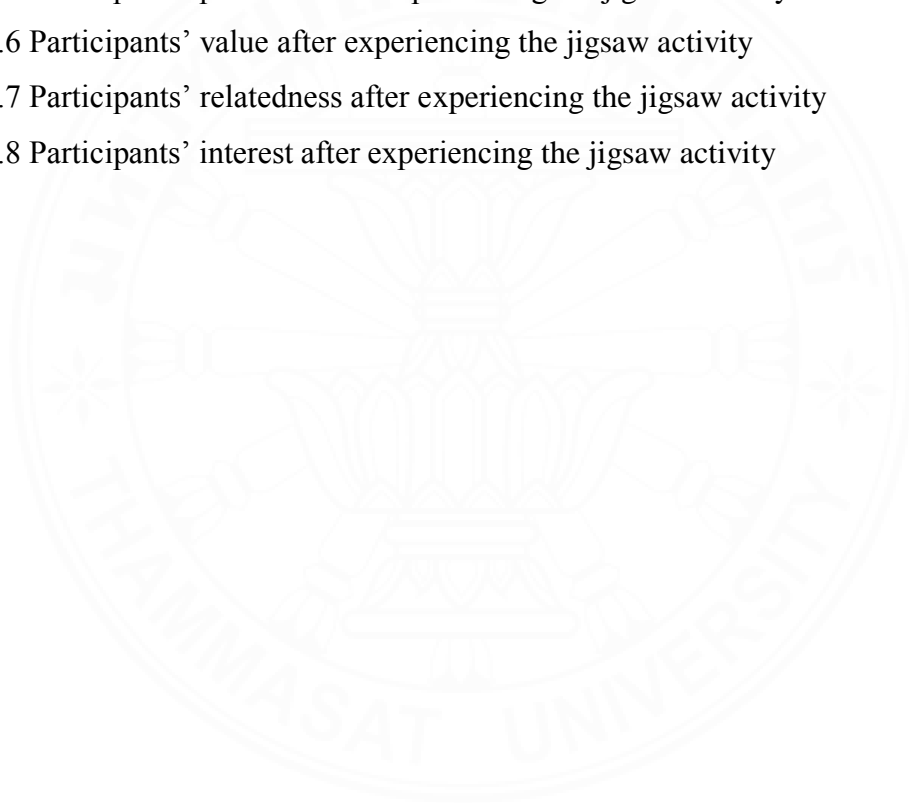 .6 Participants’ value after experiencing the jigsaw activity
.7 Participants’ relatedness after experiencing the jigsaw activity
.8 Participants’ interest after experiencing the jigsaw activity
THAMMASAT UNIVERSITY